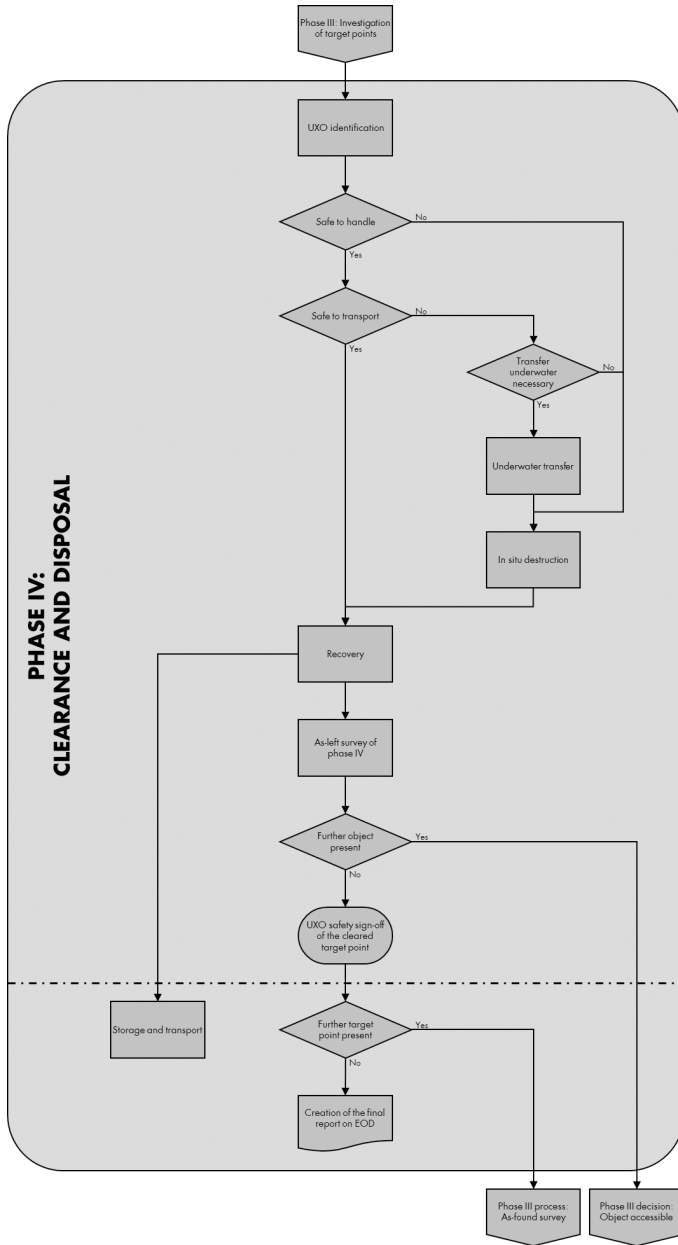 Phase III: Investigation
of target points
UXO identification
Safe to handle
No
Yes
Safe to transport
No
Yes
Transfer
underwater
necessary
No
Yes
Underwater transfer
In situ destruction
PHASE IV:
CLEARANCE AND DISPOSAL
Recovery
As-left survey of
phase IV
Further object
present
Yes
No
UXO safety sign-off
of the cleared
target point
Storage and transport
Further target
point present
Yes
No
Creation of the final
report on EOD
Phase III process:
As-found survey
Phase III decision:
Object accessible